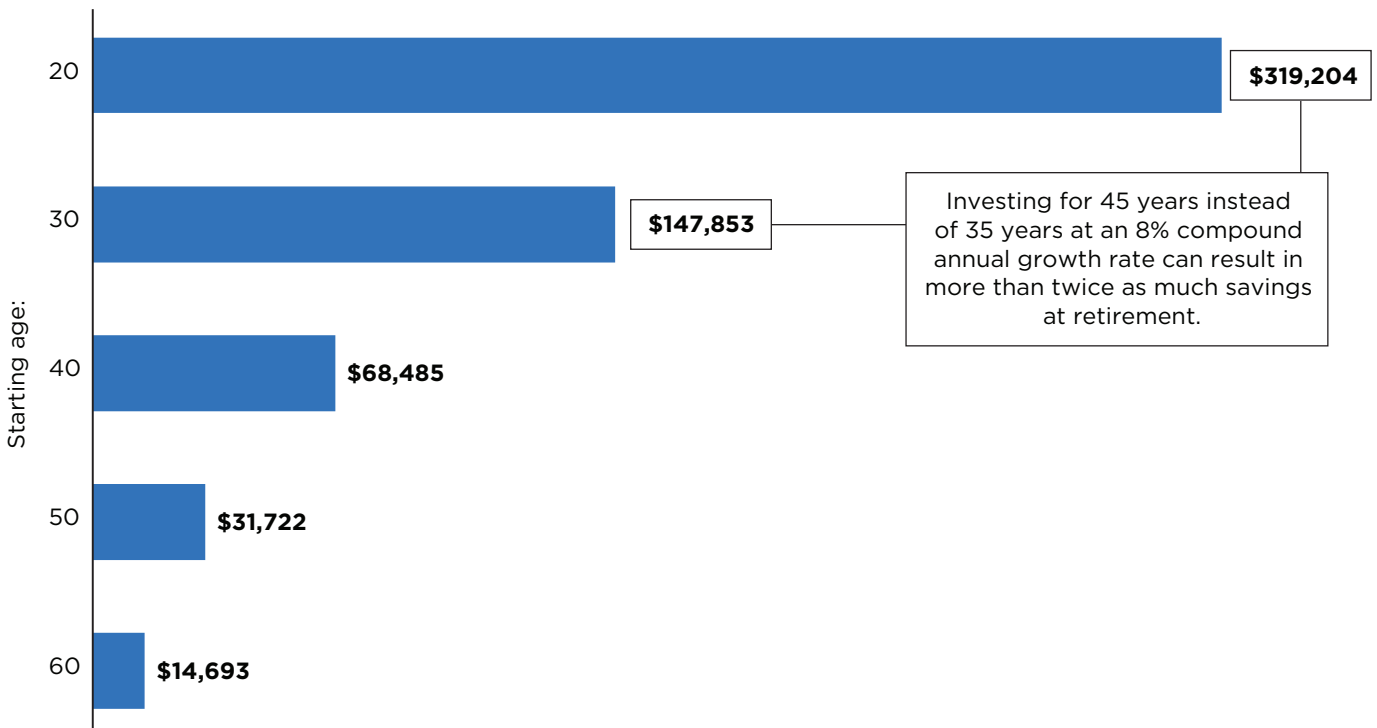 20
$319,204
Investing for 45 years instead
of 35 years at an 8% compound
annual growth rate can result in
more than twice as much savings
at retirement.
30
$147,853
Starting age:
40
$68,485
50
$31,722
60
$14,693